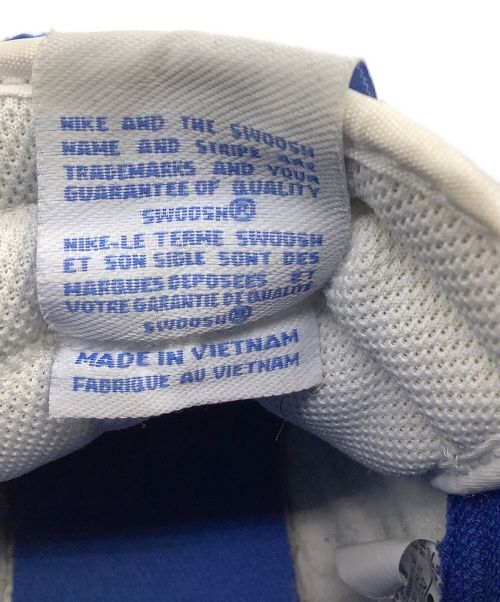 NIKE AND THE SWOOSH
NAME AND STRIPE ARE
TRADEMARKS AND YOUR
GUARANTEE OF QUALITY
SWOOSH®
NIKE-LE TERME SWOOSH
ET SON SIGLE SONT DES
MARQUES DEPOSEES ET
VOTRE GARANTIE DE QUALITE
SWOOSH®
MADE IN VIETNAM
FABRIQUE AU VIETNAM